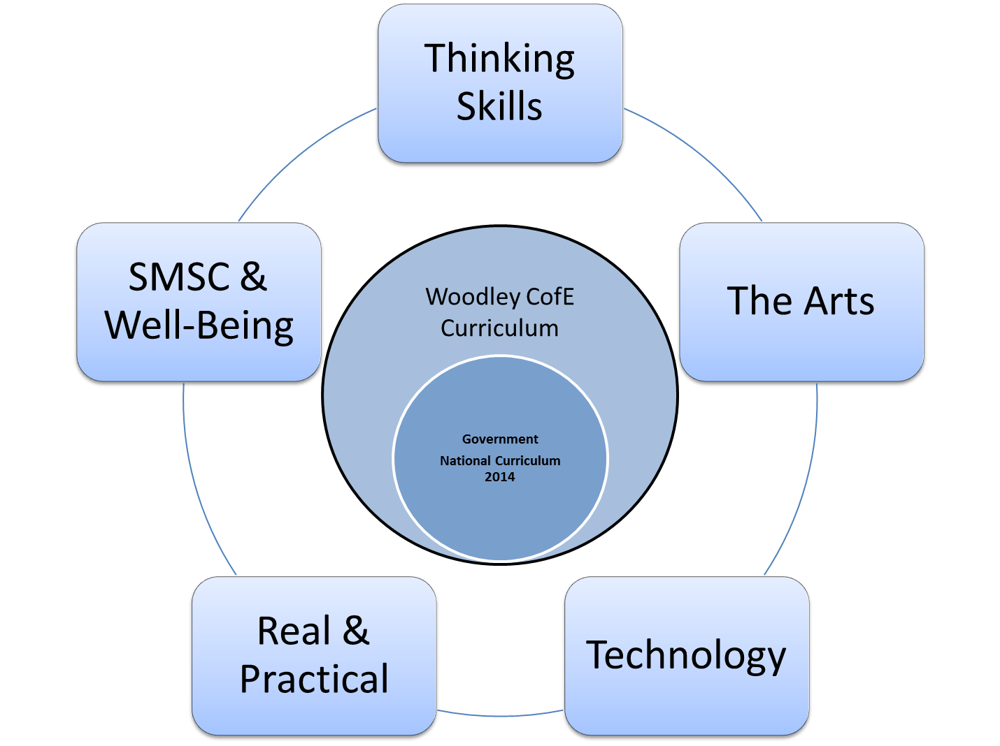 Thinking
Skills
SMSC &
Well-Being
The Arts
Woodley CofE
Curriculum
Government
National Curriculum
2014
Real &
Practical
Technology